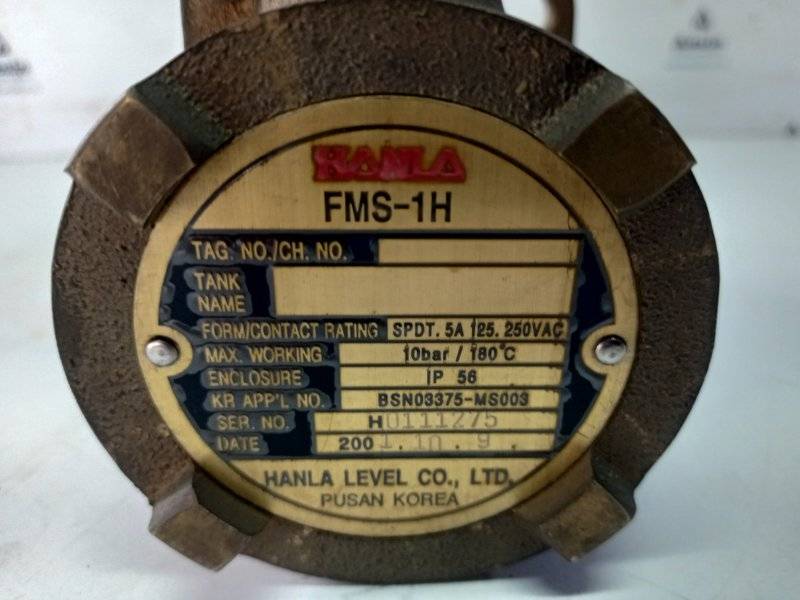 HANLA
FMS-1H
TAG. NO./CH. NO.
TANK
NAME
FORM/CONTACT RATING SPDT. 5A 125. 250VAC
MAX. WORKING 10bar / 180°C
ENCLOSURE IP 56
KR APP'L NO. BSN03375-MS003
SER. NO. H0111275
DATE 2001.10.9
HANLA LEVEL CO., LTD.
PUSAN KOREA